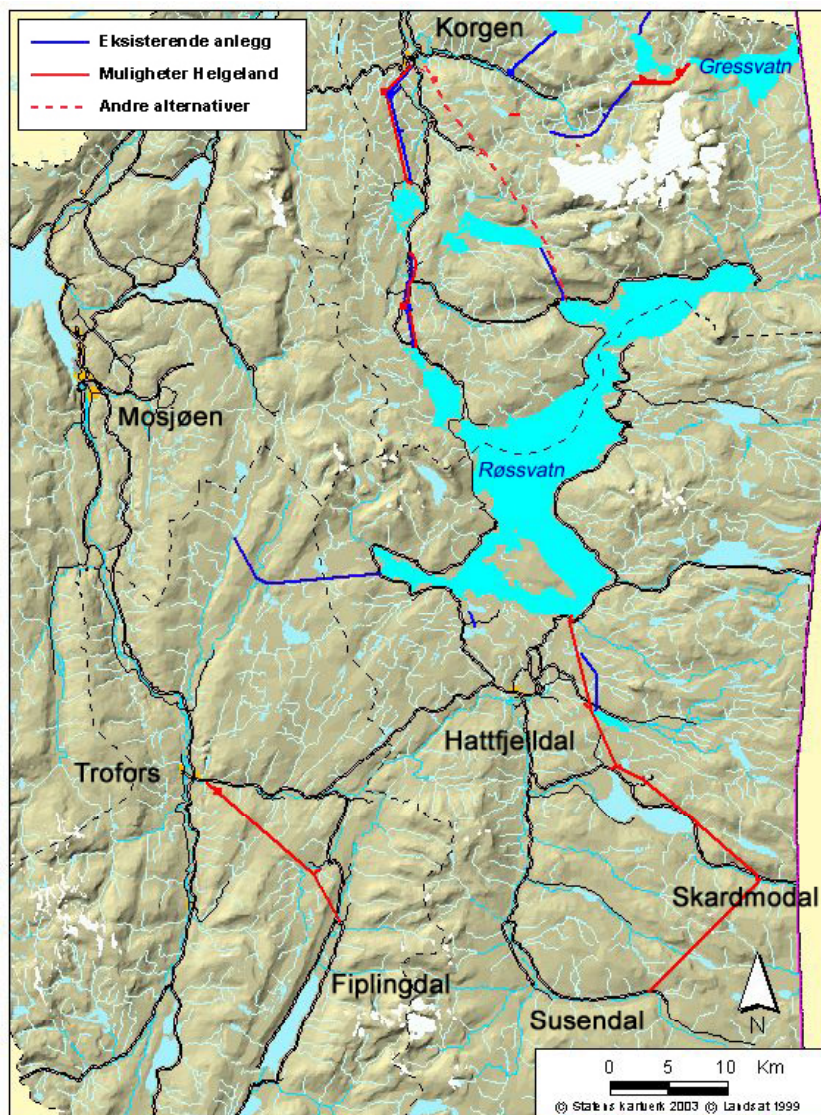 Eksisterende anlegg
Muligheter Helgeland
Andre alternativer
Korgen
Gressvatn
Mosjøen
Røssvatn
Hattfjelldal
Trofors
Skardmodal
Fiplingdal
Susendal
N
0 5 10 Km
© Statens kartverk 2003 © Landsat 1999